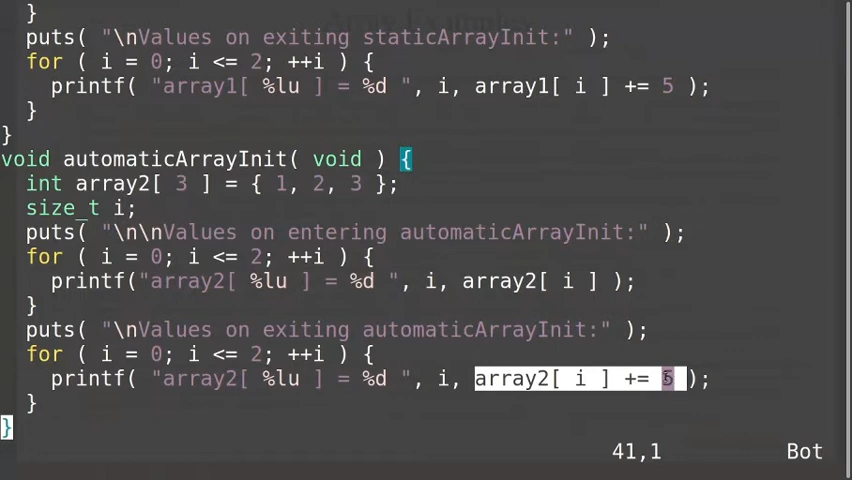 }
puts( "\nValues on exiting staticArrayInit:" );
for ( i = 0; i <= 2; ++i ) {
printf( "array1[ %lu ] = %d ", i, array1[ i ] += 5 );
}
}
void automaticArrayInit( void ) {
int array2[ 3 ] = { 1, 2, 3 };
size_t i;
puts( "\n\nValues on entering automaticArrayInit:" );
for ( i = 0; i <= 2; ++i ) {
printf("array2[ %lu ] = %d ", i, array2[ i ] );
}
puts( "\nValues on exiting automaticArrayInit:" );
for ( i = 0; i <= 2; ++i ) {
printf( "array2[ %lu ] = %d ", i, array2[ i ] += 5 );
}
}
41,1 Bot